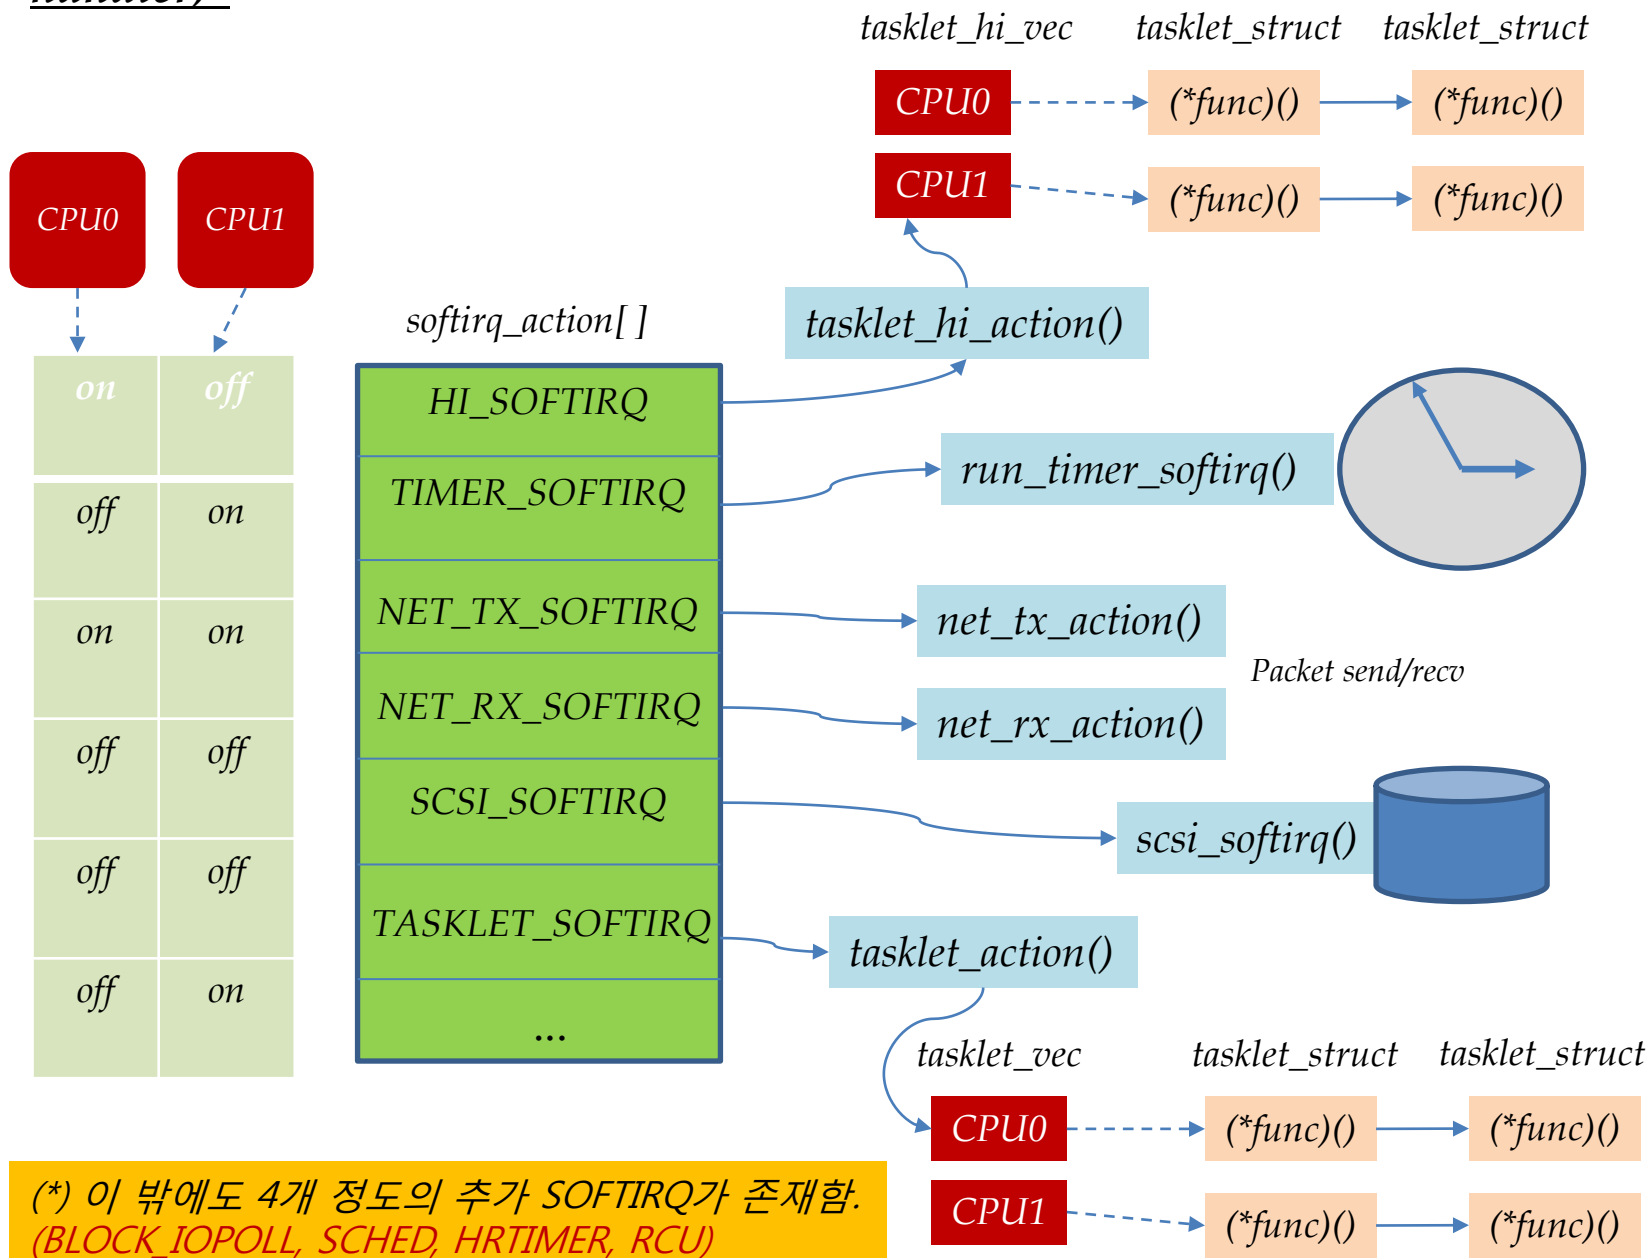 handler)
tasklet_hi_vec
tasklet_struct
tasklet_struct
CPU0
(*func)()
(*func)()
CPU1
(*func)()
(*func)()
CPU0
CPU1
softirq_action[ ]
tasklet_hi_action()
on
off
HI_SOFTIRQ
run_timer_softirq()
off
on
TIMER_SOFTIRQ
on
on
NET_TX_SOFTIRQ
net_tx_action()
Packet send/recv
NET_RX_SOFTIRQ
net_rx_action()
off
off
SCSI_SOFTIRQ
scsi_softirq()
off
off
TASKLET_SOFTIRQ
tasklet_action()
off
on
...
tasklet_vec
tasklet_struct
tasklet_struct
CPU0
(*func)()
(*func)()
CPU1
(*func)()
(*func)()
(*) 이 밖에도 4개 정도의 추가 SOFTIRQ가 존재함.
(BLOCK_IOPOLL, SCHED, HRTIMER, RCU)